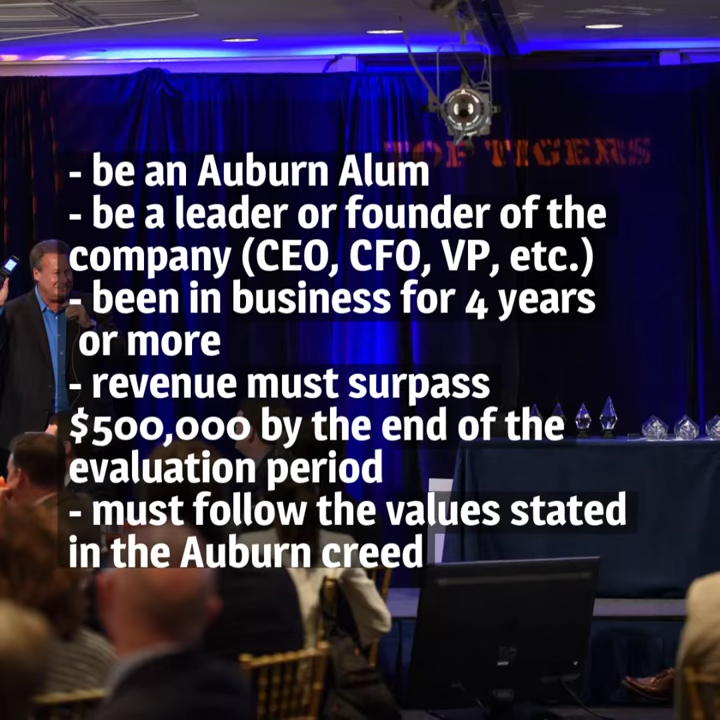 TOP TIGERS
- be an Auburn Alum
- be a leader or founder of the
company (CEO, CFO, VP, etc.)
- been in business for 4 years
or more
- revenue must surpass
$500,000 by the end of the
evaluation period
- must follow the values stated
in the Auburn creed